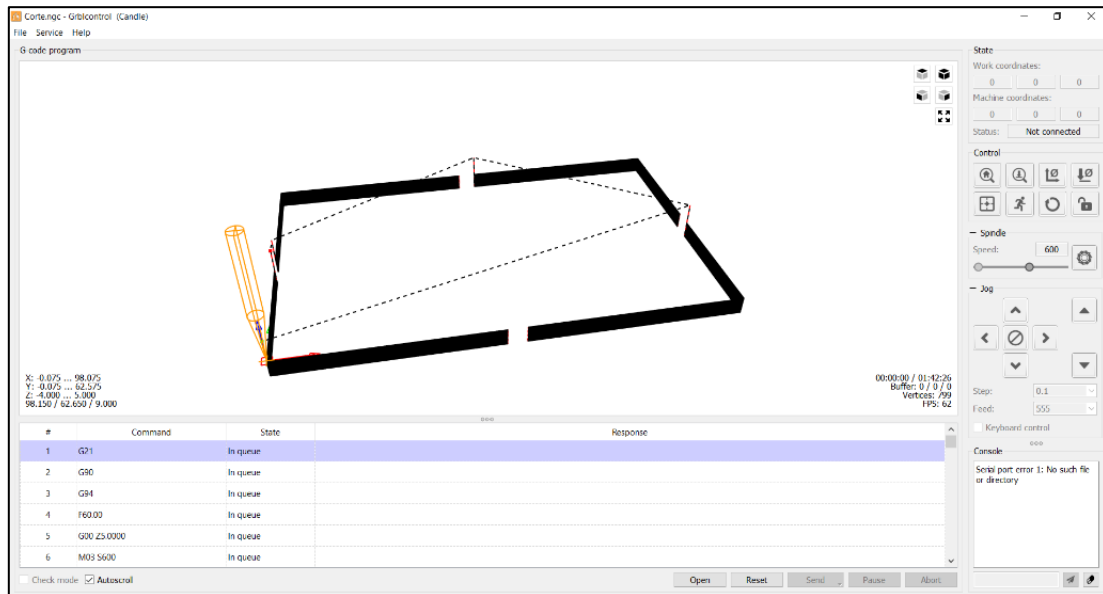 Corte.ngc - Grblcontrol (Candle)
File Service Help
G code program
X: -0.075 ... 98.075
Y: -0.075 ... 62.575
Z: -4.000 ... 5.000
98.150 / 62.650 / 9.000
00:00:00 / 01:42:26
Buffer: 0 / 0 / 0
Vertices: 799
FPS: 62
# Command State Response
1 G21 In queue
2 G90 In queue
3 G94 In queue
4 F60.00 In queue
5 G00 Z5.0000 In queue
6 M03 S600 In queue
Check mode Autoscroll
Open Reset Send Pause Abort
State
Work coordinates:
0 0 0
Machine coordinates:
0 0 0
Status: Not connected
Control
Spindle
Speed: 600
Jog
Step: 0.1
Feed: 555
Keyboard control
Console
Serial port error 1: No such file
or directory